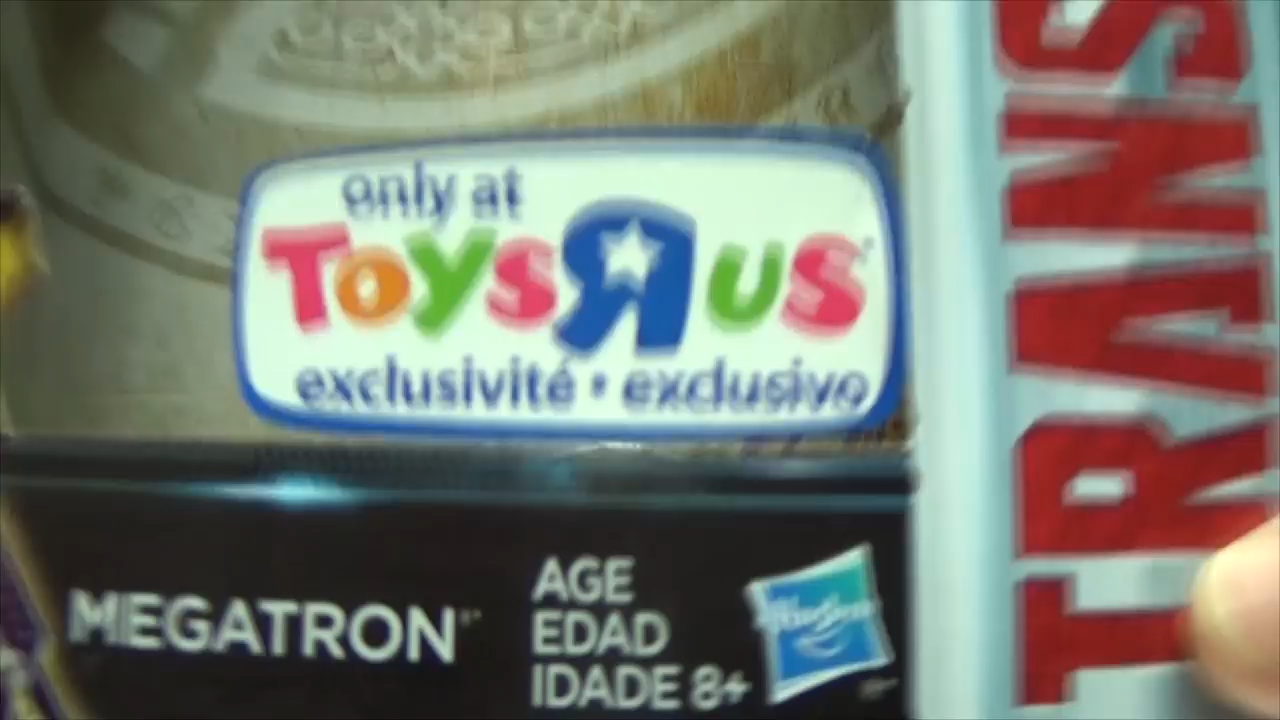 only at
TOYSRUS
exclusivité • exclusivo
MEGATRON
AGE
EDAD
IDADE 8+
Hasbro
TRANS